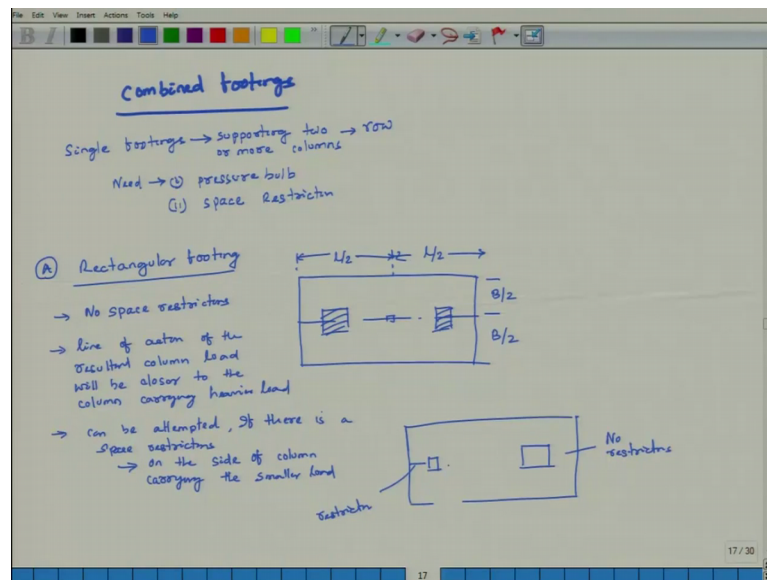 File Edit View Insert Actions Tools Help
B I
Combined footings
Single footings → supporting two → row
or more columns
Need → (i) pressure bulb
(ii) space Restriction
(A) Rectangular footing
→ No space restrictions
→ line of action of the
resultant column load
will be closer to the
column carrying heavier load
→ can be attempted, If there is a
space restrictions
→ on the side of column
carrying the smaller load
L/2 L/2
B/2
B/2
No
restrictns
restrictn
17 / 30
17